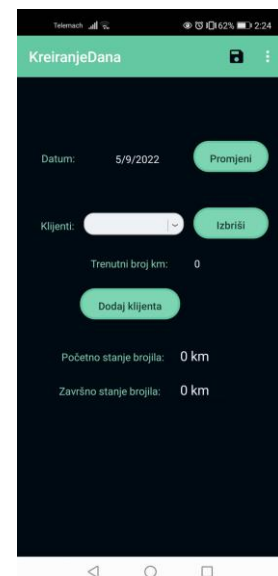 Telemach 62% 2:24
KreiranjeDana
Datum: 5/9/2022 Promjeni
Klijenti: Izbriši
Trenutni broj km: 0
Dodaj klijenta
Početno stanje brojila: 0 km
Završno stanje brojila: 0 km